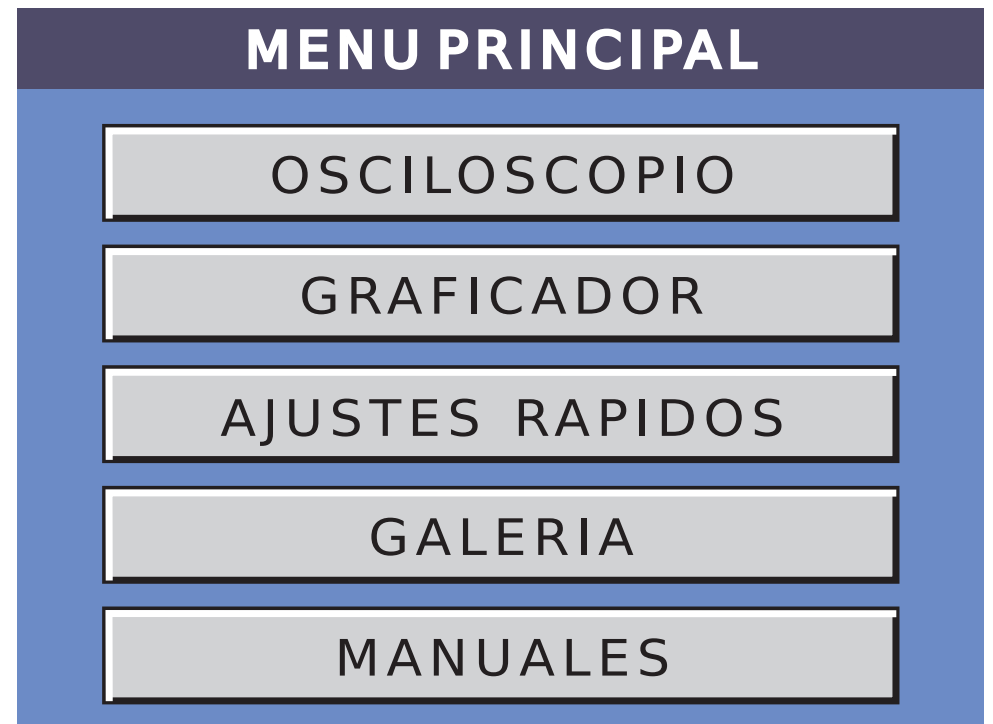 MENU PRINCIPAL
OSCILOSCOPIO
GRAFICADOR
AJUSTES RAPIDOS
GALERIA
MANUALES